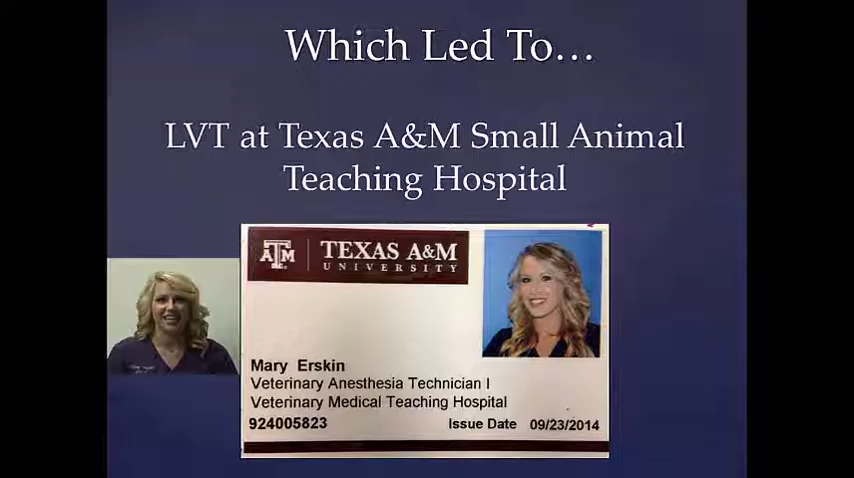 Which Led To…
LVT at Texas A&M Small Animal
Teaching Hospital
ĀTM | TEXAS A&M
UNIVERSITY
Mary Erskin
Veterinary Anesthesia Technician I
Veterinary Medical Teaching Hospital
924005823 Issue Date 09/23/2014